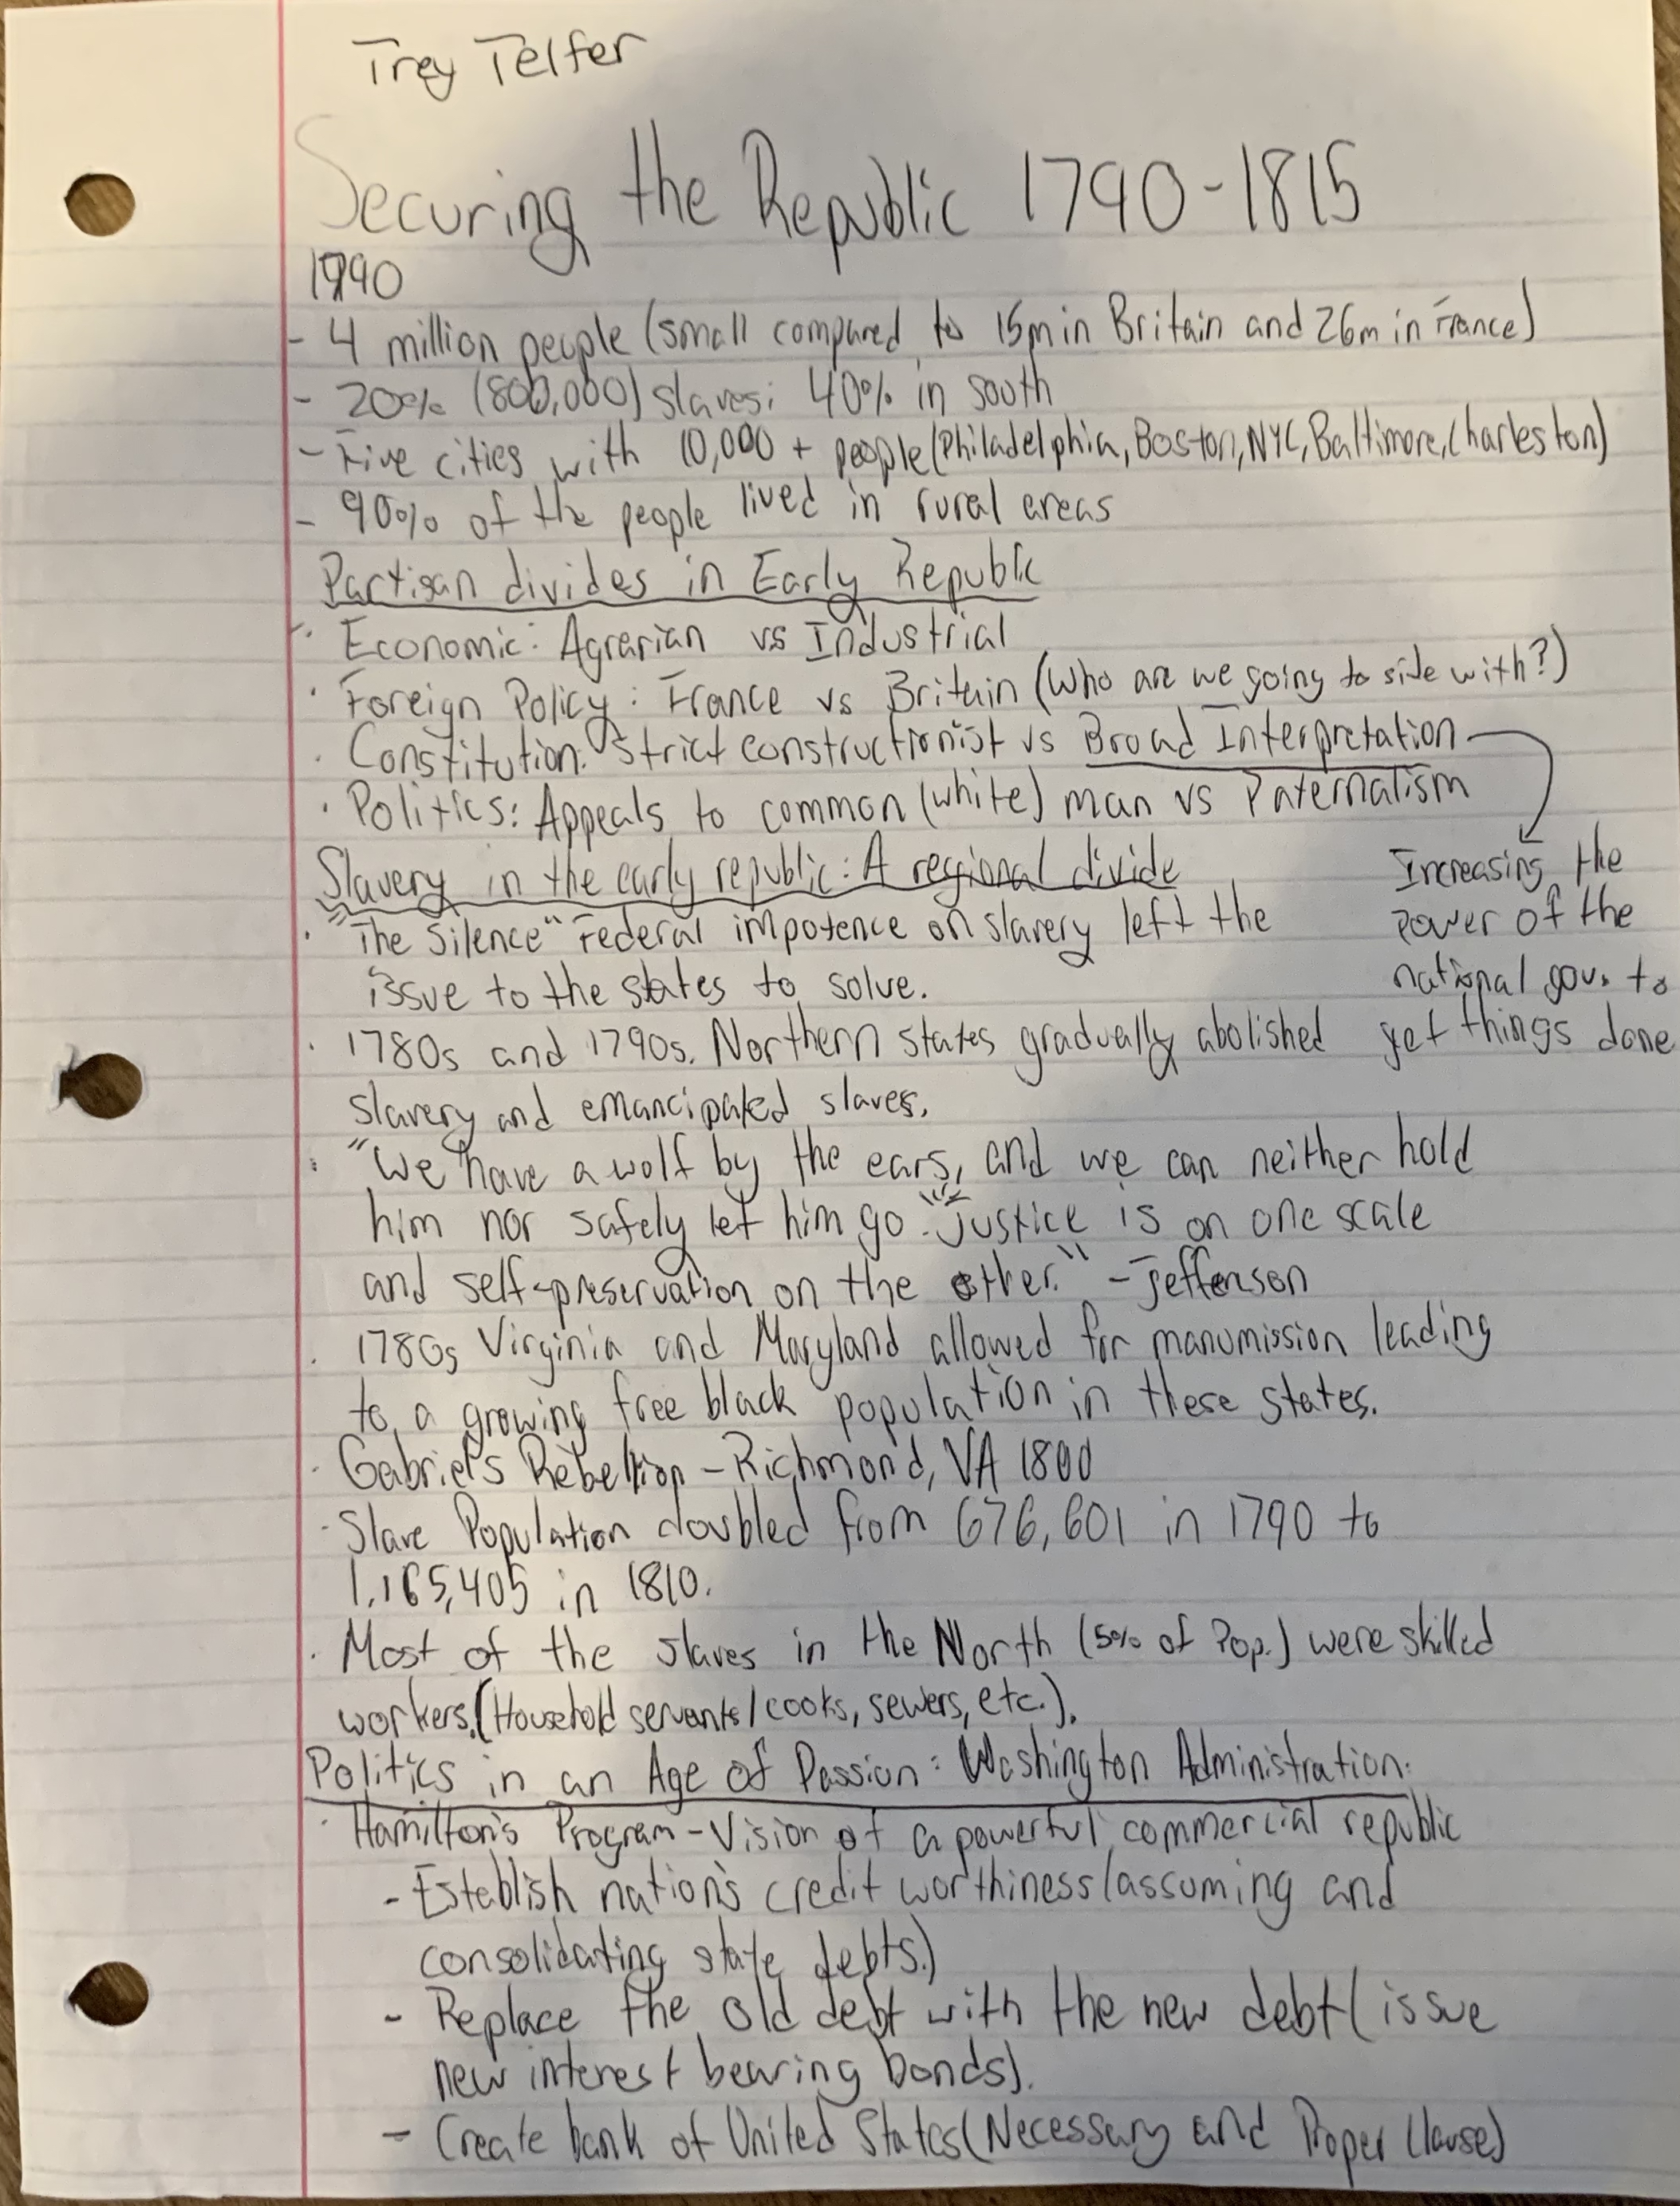 Trey Telfer
Securing the Republic 1790-1815
1790
- 4 million people (small compared to 15m in Britain and 26m in France)
- 20% (800,000) slaves; 40% in south
- Five cities with 10,000 + people (Philadelphia, Boston, NYC, Baltimore, Charleston)
- 90% of the people lived in rural areas
Partisan divides in Early Republic
· Economic: Agrarian vs Industrial
· Foreign Policy: France vs Britain (Who are we going to side with?)
· Constitution: Strict constructionist vs Broad Interpretation
· Politics: Appeals to common (white) man vs Paternalism
Increasing the
power of the
national gov. to
get things done
Slavery in the early republic: A regional divide
· "The Silence" Federal impotence on slavery left the
issue to the states to solve.
· 1780s and 1790s. Northern states gradually abolished
slavery and emancipated slaves.
· "We have a wolf by the ears, and we can neither hold
him nor safely let him go." "Justice is on one scale
and self-preservation on the other." - Jefferson
· 1780s Virginia and Maryland allowed for manumission leading
to a growing free black population in these states.
· Gabriel's Rebellion - Richmond, VA 1800
· Slave Population doubled from 676,601 in 1790 to
1,165,405 in 1810.
· Most of the slaves in the North (5% of Pop.) were skilled
workers. (Household servants/cooks, sewers, etc.).
Politics in an Age of Passion: Washington Administration:
· Hamilton's Program - Vision of a powerful commercial republic
- Establish nation's credit worthiness (assuming and
consolidating state debts.)
- Replace the old debt with the new debt (issue
new interest bearing bonds).
- Create bank of United States (Necessary and Proper Clause)